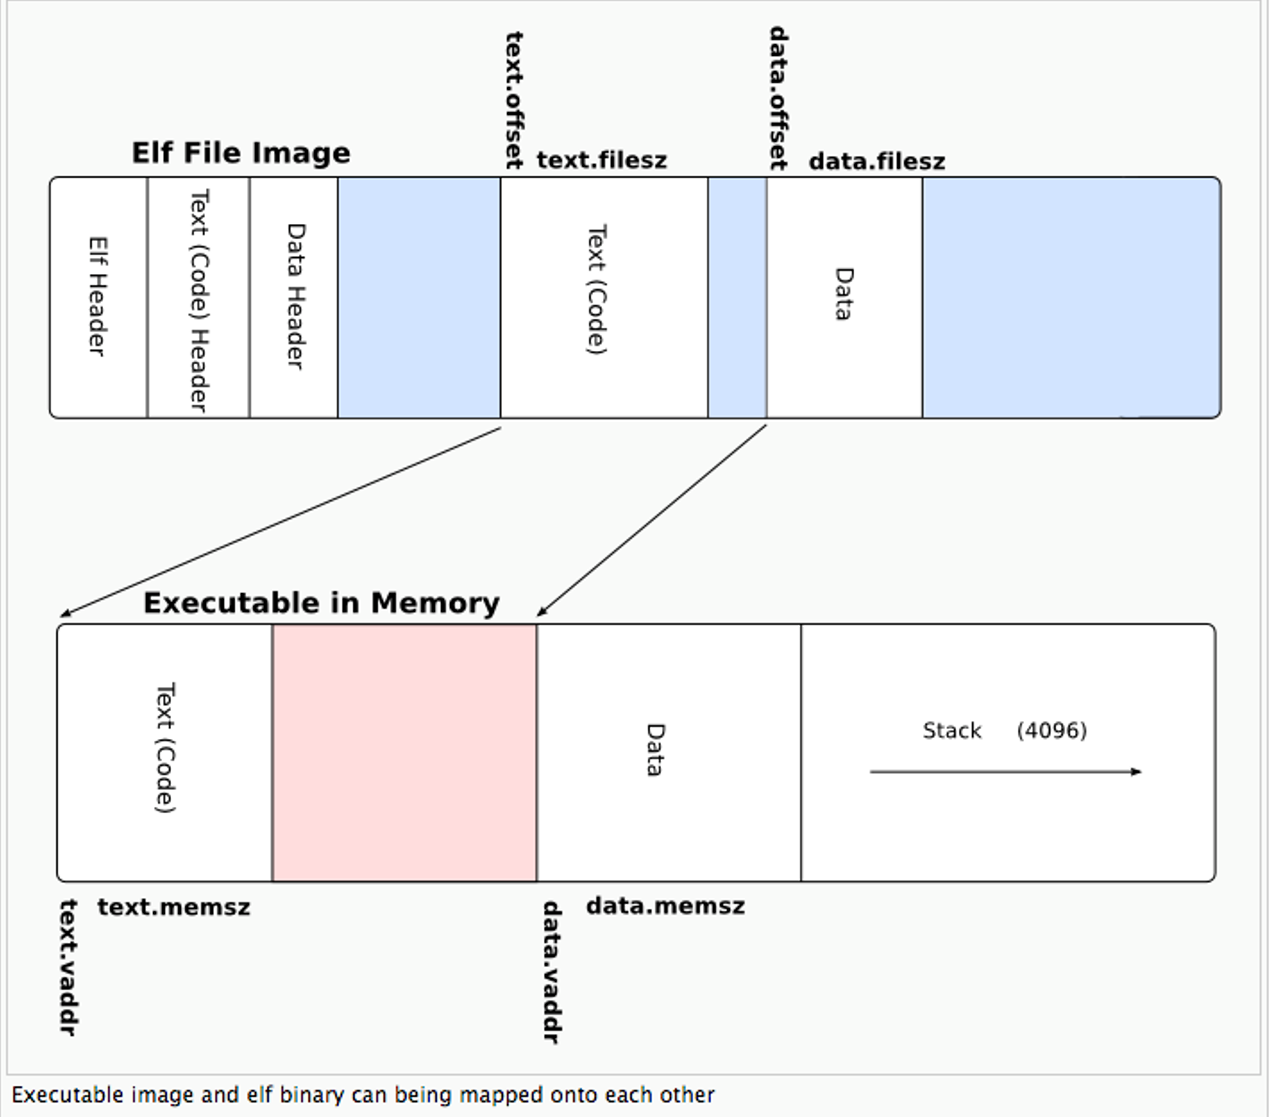 text.offset
data.offset
Elf File Image
text.filesz
data.filesz
Elf Header
Text (Code) Header
Data Header
Text (Code)
Data
Executable in Memory
Text (Code)
Data
Stack (4096)
text.vaddr
text.memsz
data.vaddr
data.memsz
Executable image and elf binary can being mapped onto each other